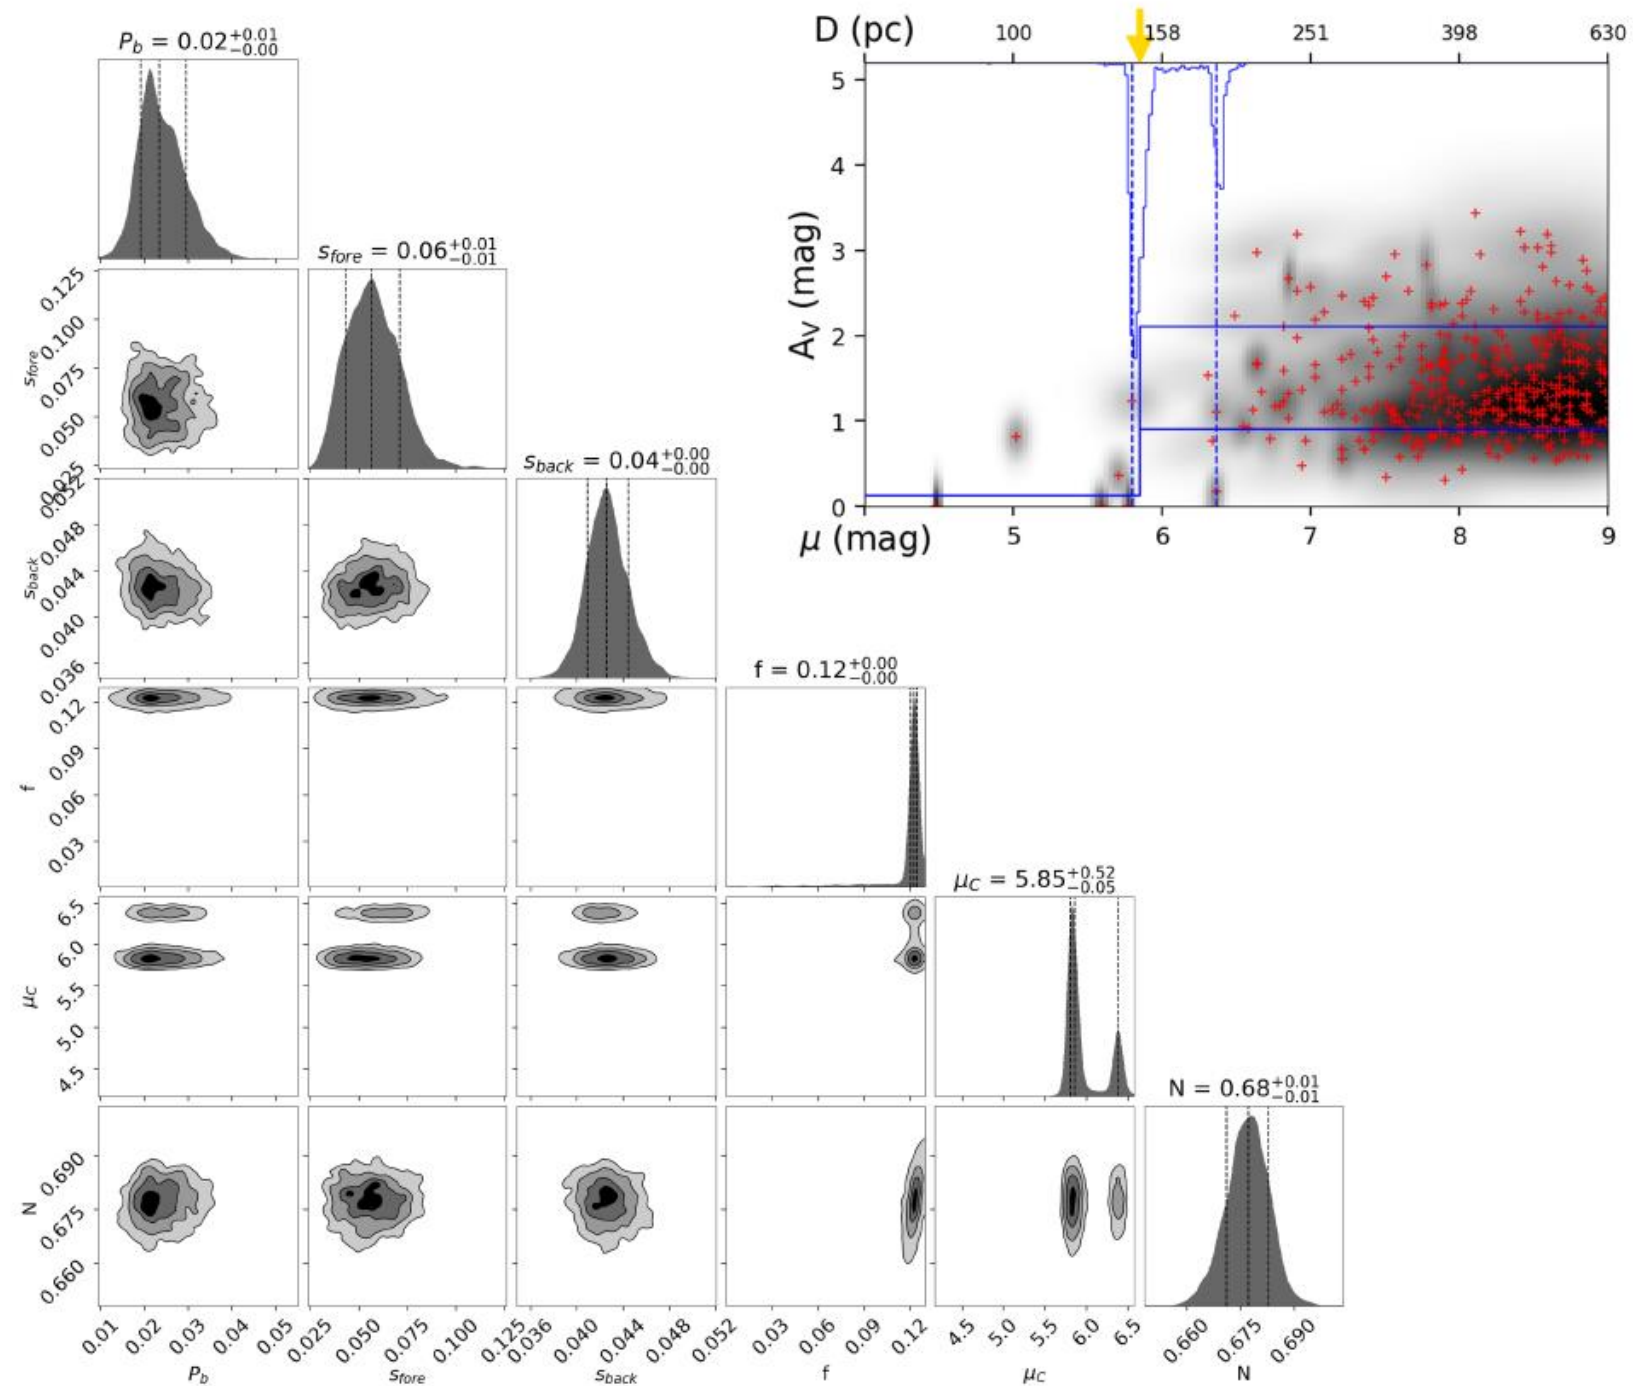 D (pc) 100 158 251 398 630
P_b = 0.02^{+0.01}_{-0.00}
5
4
3
2
1
0
A_V (mag)
μ (mag) 5 6 7 8 9
s_fore = 0.06^{+0.01}_{-0.01}
0.125
0.100
0.075
0.050
0.025
s_fore
s_back = 0.04^{+0.00}_{-0.00}
0.052
0.048
0.044
0.040
0.036
s_back
f = 0.12^{+0.00}_{-0.00}
0.12
0.09
0.06
0.03
f
μ_C = 5.85^{+0.52}_{-0.05}
6.5
6.0
5.5
5.0
4.5
μ_C
N = 0.68^{+0.01}_{-0.01}
0.690
0.675
0.660
N
0.01 0.02 0.03 0.04 0.05 0.025 0.050 0.075 0.100 0.125 0.036 0.040 0.044 0.048 0.052 0.03 0.06 0.09 0.12 4.5 5.0 5.5 6.0 6.5 0.660 0.675 0.690
P_b s_fore s_back f μ_C N